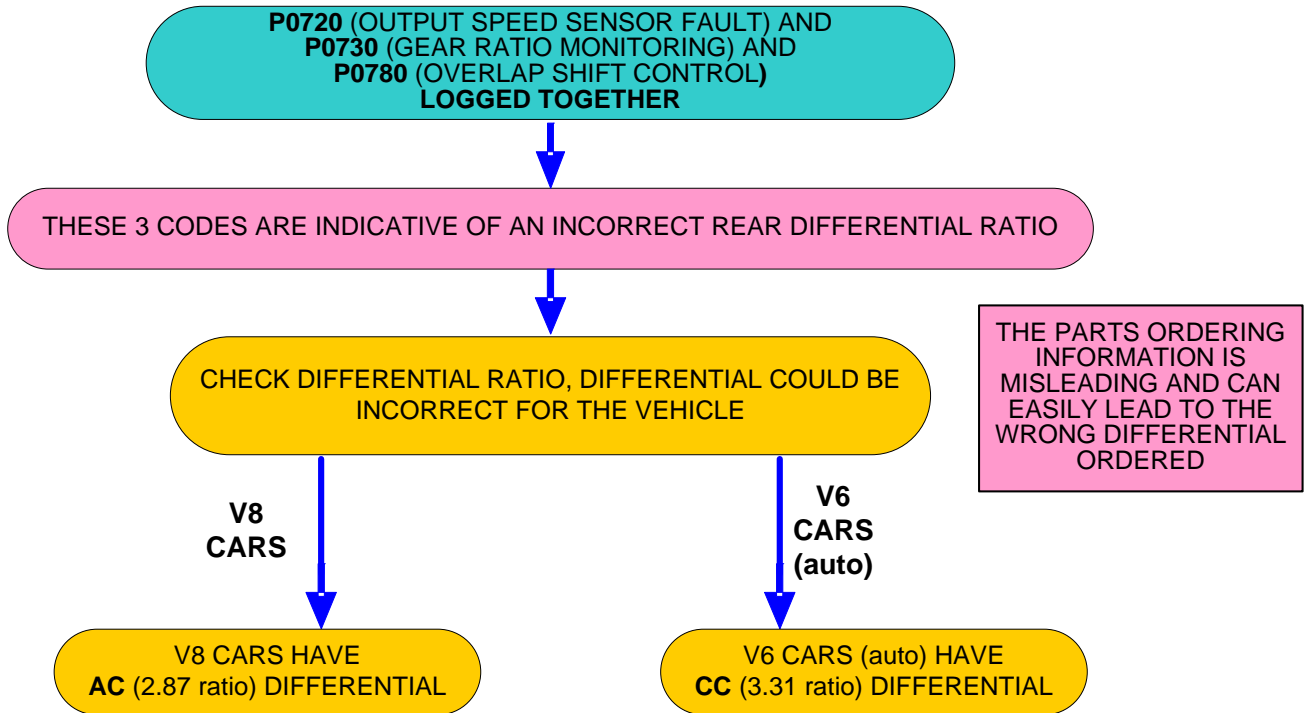 P0720 (OUTPUT SPEED SENSOR FAULT) AND
P0730 (GEAR RATIO MONITORING) AND
P0780 (OVERLAP SHIFT CONTROL)
LOGGED TOGETHER
THESE 3 CODES ARE INDICATIVE OF AN INCORRECT REAR DIFFERENTIAL RATIO
CHECK DIFFERENTIAL RATIO, DIFFERENTIAL COULD BE
INCORRECT FOR THE VEHICLE
THE PARTS ORDERING
INFORMATION IS
MISLEADING AND CAN
EASILY LEAD TO THE
WRONG DIFFERENTIAL
ORDERED
V8
CARS
V6
CARS
(auto)
V8 CARS HAVE
AC (2.87 ratio) DIFFERENTIAL
V6 CARS (auto) HAVE
CC (3.31 ratio) DIFFERENTIAL